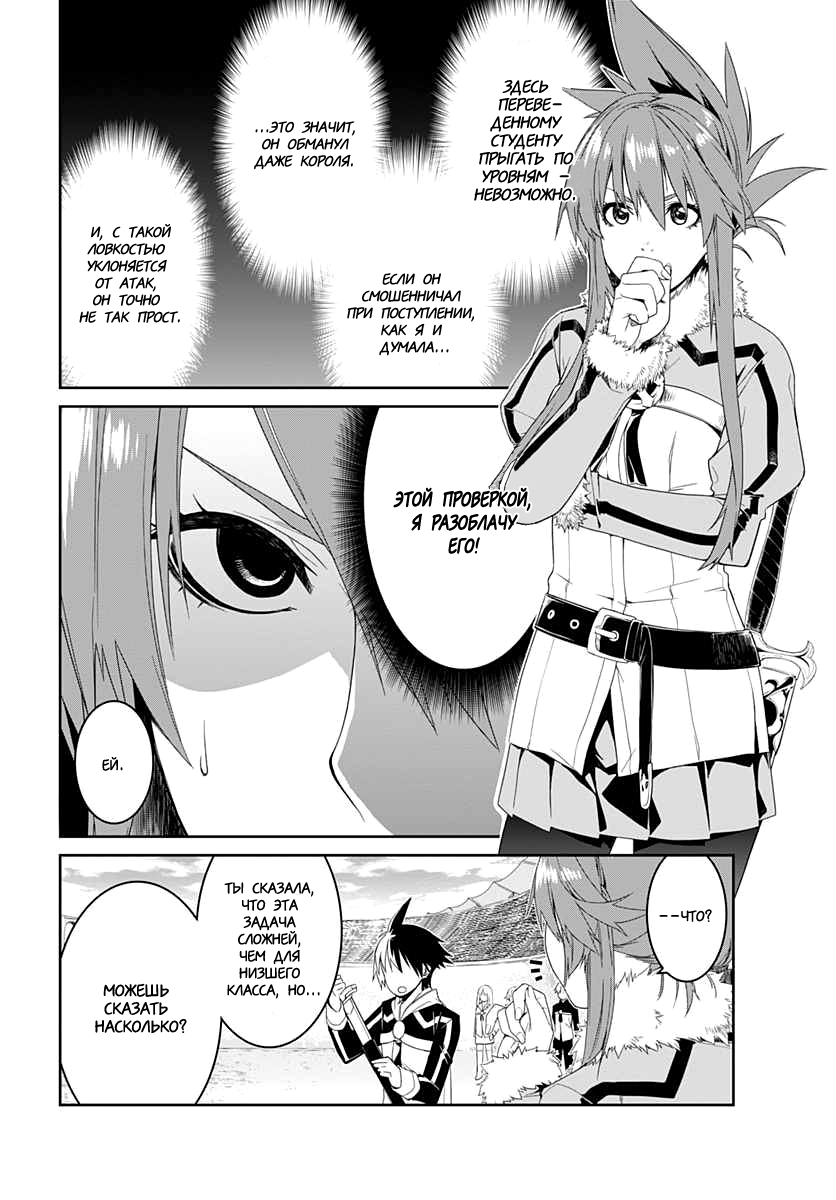 ЗДЕСЬ
ПЕРЕВЕ-
ДЕННОМУ
СТУДЕНТУ
ПРЫГАТЬ ПО
УРОВНЯМ -
НЕВОЗМОЖНО.
...ЭТО ЗНАЧИТ,
ОН ОБМАНУЛ
ДАЖЕ КОРОЛЯ.
ЕСЛИ ОН
СМОШЕННИЧАЛ
ПРИ ПОСТУПЛЕНИИ,
КАК Я И
ДУМАЛА...
И, С ТАКОЙ
ЛОВКОСТЬЮ
УКЛОНЯЕТСЯ
ОТ АТАК,
ОН ТОЧНО
НЕ ТАК ПРОСТ.
ЭТОЙ ПРОВЕРКОЙ,
Я РАЗОБЛАЧУ
ЕГО!
ЕЙ.
--ЧТО?
ТЫ СКАЗАЛА,
ЧТО ЭТА
ЗАДАЧА
СЛОЖНЕЙ,
ЧЕМ ДЛЯ
НИЗШЕГО
КЛАССА, НО...
МОЖЕШЬ
СКАЗАТЬ
НАСКОЛЬКО?